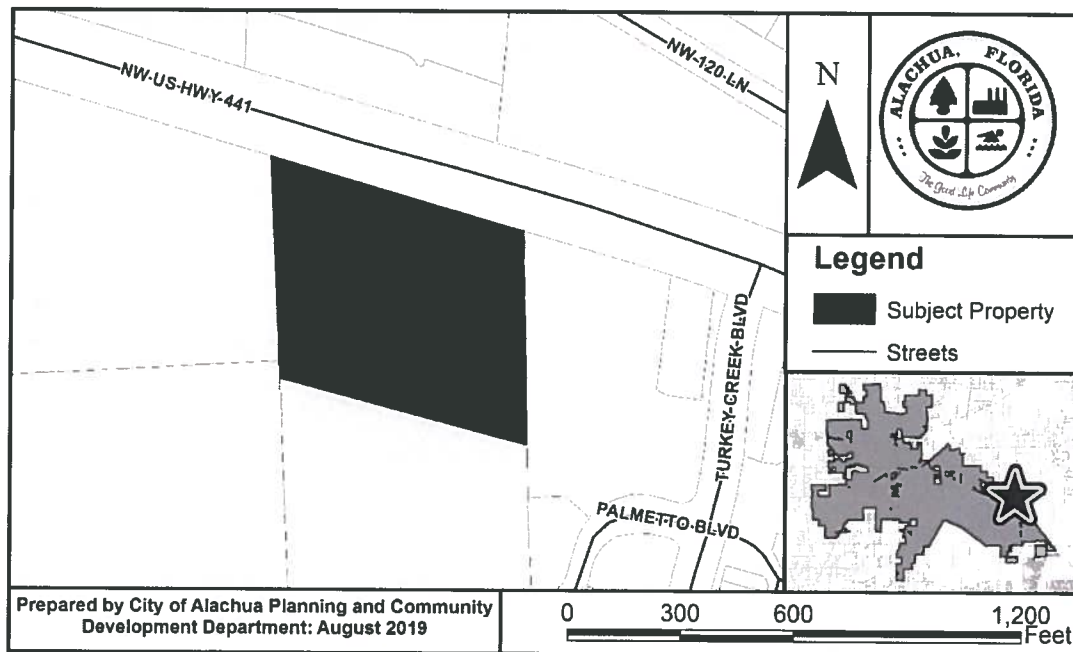 NW-US-HWY-441
NW-120-LN
N
ALACHUA, FLORIDA
The Good Life Community
Legend
Subject Property
Streets
TURKEY-CREEK-BLVD
PALMETTO-BLVD
Prepared by City of Alachua Planning and Community
Development Department: August 2019
0 300 600 1,200
Feet